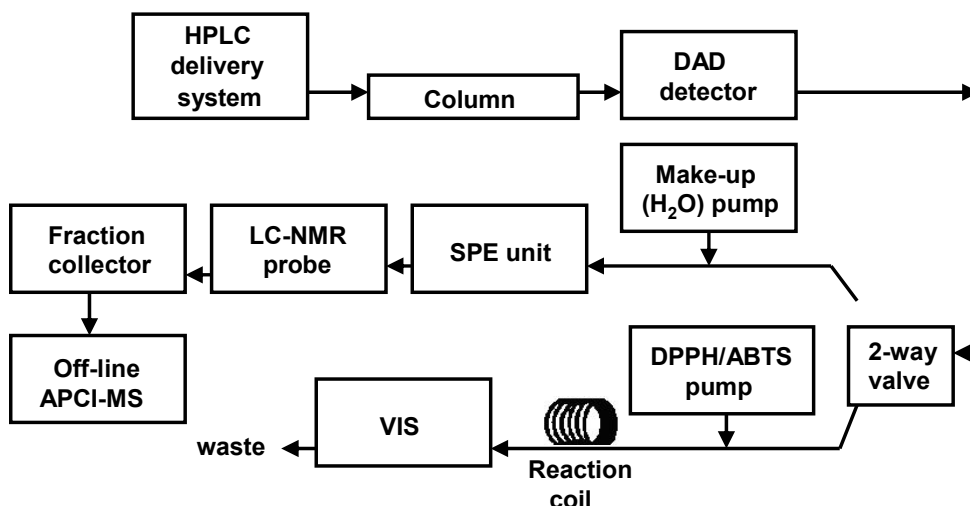 HPLC
delivery
system
Column
DAD
detector
Make-up
(H₂O) pump
Fraction
collector
LC-NMR
probe
SPE unit
Off-line
APCI-MS
VIS
DPPH/ABTS
pump
2-way
valve
waste
Reaction
coil